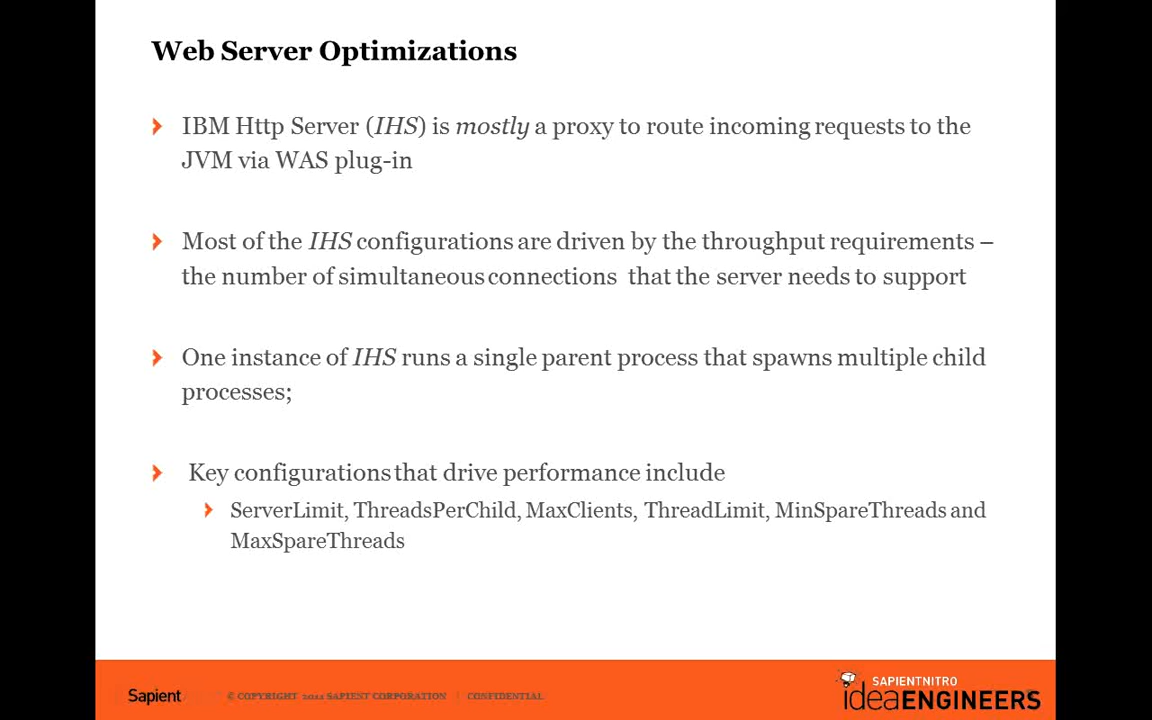 Web Server Optimizations
IBM Http Server (IHS) is mostly a proxy to route incoming requests to the
JVM via WAS plug-in
Most of the IHS configurations are driven by the throughput requirements –
the number of simultaneous connections that the server needs to support
One instance of IHS runs a single parent process that spawns multiple child
processes;
Key configurations that drive performance include
ServerLimit, ThreadsPerChild, MaxClients, ThreadLimit, MinSpareThreads and
MaxSpareThreads
Sapient
© COPYRIGHT SAPIENT CORPORATION | CONFIDENTIAL
SAPIENTNITRO
ideaENGINEERS